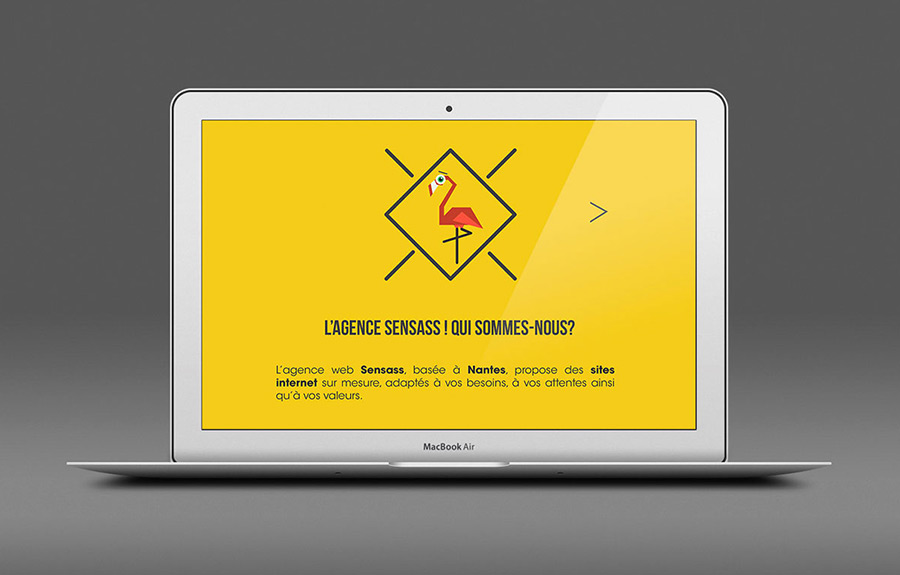 L'AGENCE SENSASS ! QUI SOMMES-NOUS?
L'agence web Sensass, basée à Nantes, propose des sites
internet sur mesure, adaptés à vos besoins, à vos attentes ainsi
qu'à vos valeurs.
MacBook Air